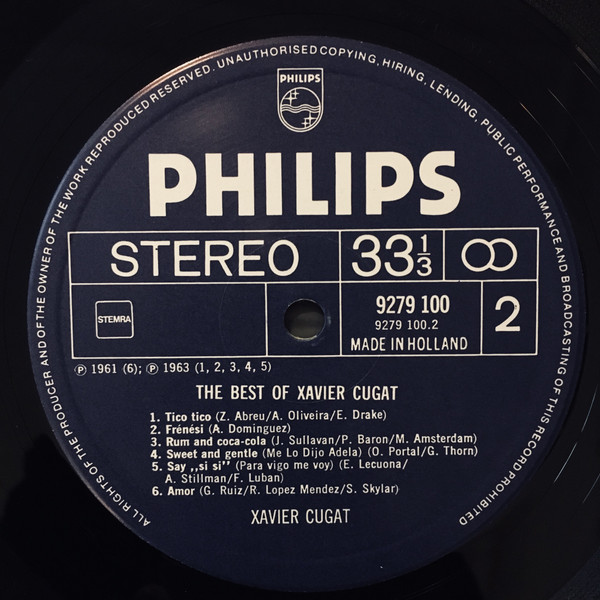 ALL RIGHTS OF THE PRODUCER AND OF THE OWNER OF THE WORK REPRODUCED RESERVED. UNAUTHORISED COPYING, HIRING, LENDING, PUBLIC PERFORMANCE AND BROADCASTING OF THIS RECORD PROHIBITED
PHILIPS
PHILIPS
STEREO 33 1/3
STEMRA
9279 100
9279 100.2
MADE IN HOLLAND
2
Ⓟ 1961 (6); Ⓟ 1963 (1, 2, 3, 4, 5)
THE BEST OF XAVIER CUGAT
1. Tico tico (Z. Abreu/A. Oliveira/E. Drake)
2. Frénési (A. Dominguez)
3. Rum and coca-cola (J. Sullavan/P. Baron/M. Amsterdam)
4. Sweet and gentle (Me Lo Dijo Adela) (O. Portal/G. Thorn)
5. Say ,,si si” (Para vigo me voy) (E. Lecuona/
A. Stillman/F. Luban)
6. Amor (G. Ruiz/R. Lopez Mendez/S. Skylar)
XAVIER CUGAT